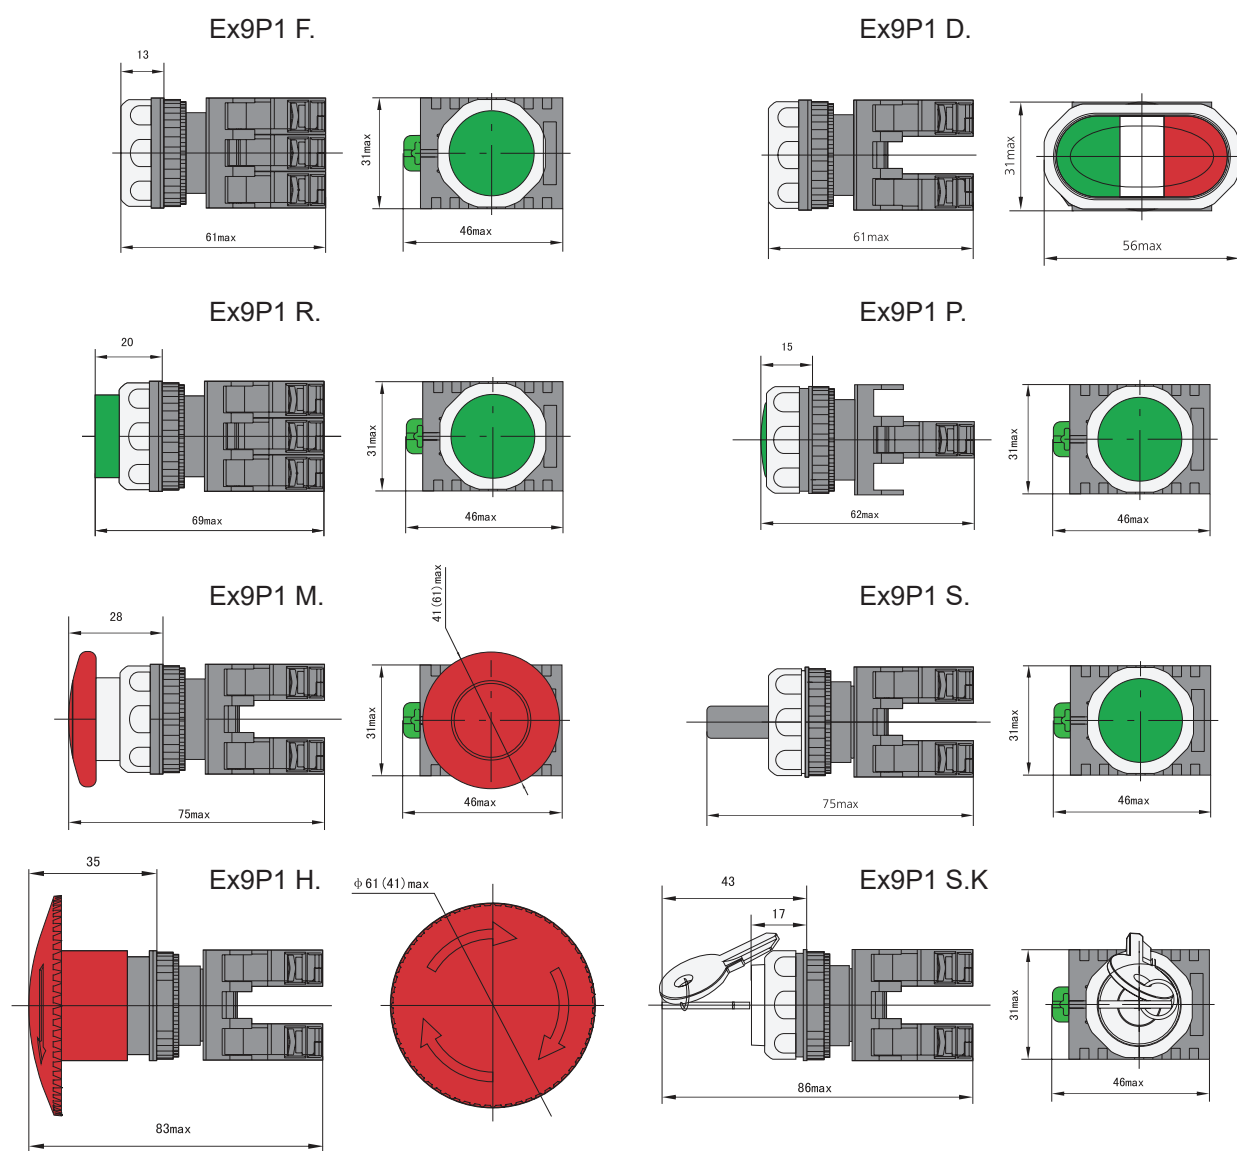 Ex9P1 F.
13
31max
61max
46max
Ex9P1 D.
31max
61max
56max
Ex9P1 R.
20
31max
69max
46max
Ex9P1 P.
15
31max
62max
46max
Ex9P1 M.
28
41(61)max
31max
75max
46max
Ex9P1 S.
31max
75max
46max
Ex9P1 H.
35
ϕ61(41)max
83max
Ex9P1 S.K
43
17
31max
86max
46max